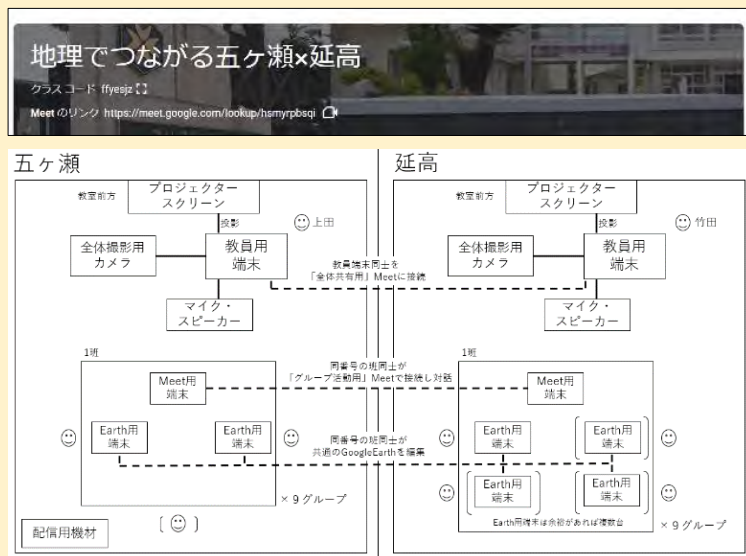 地理でつながる五ヶ瀬×延高
クラス コード ffyesjz
Meet のリンク https://meet.google.com/lookup/hsmyrpbsqi
五ヶ瀬
教室前方
プロジェクター
スクリーン
投影
上田
全体撮影用
カメラ
教員用
端末
マイク・
スピーカー
1班
Meet用
端末
Earth用
端末
Earth用
端末
×9グループ
配信用機材
教員端末同士を
「全体共有用」Meetに接続
同番号の班同士が
「グループ活動用」Meetで接続し対話
同番号の班同士が
共通のGoogleEarthを編集
延高
教室前方
プロジェクター
スクリーン
投影
竹田
全体撮影用
カメラ
教員用
端末
マイク・
スピーカー
1班
Meet用
端末
Earth用
端末
Earth用
端末
Earth用
端末
Earth用
端末
Earth用端末は余裕があれば複数台
×9グループ